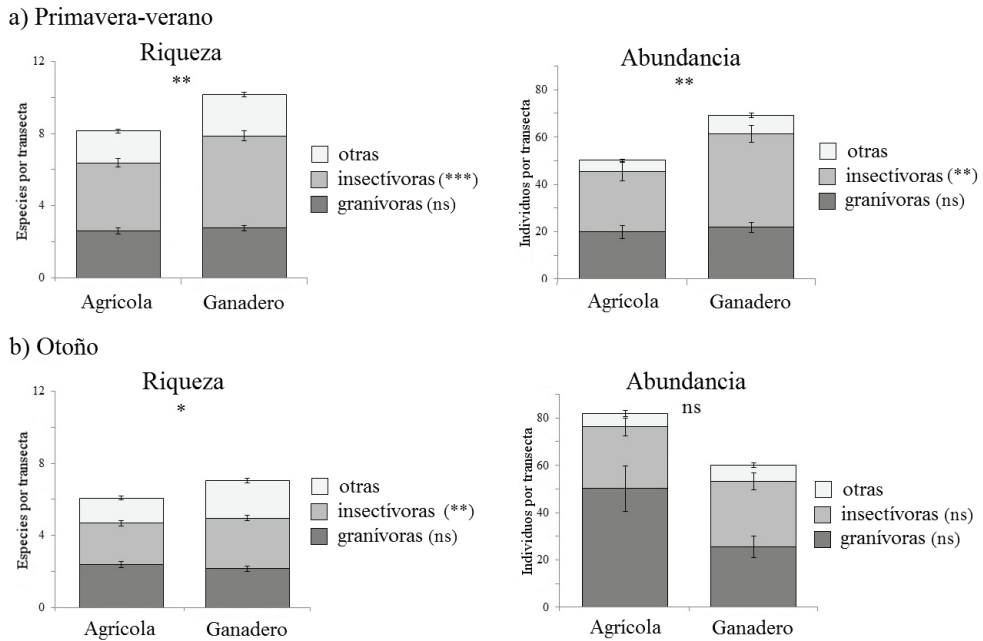 a) Primavera-verano
Riqueza
**
12
8
4
0
Especies por transecta
Agrícola
Ganadero
otras
insectívoras (***)
granívoras (ns)
Abundancia
**
80
60
40
20
0
Individuos por transecta
Agrícola
Ganadero
otras
insectívoras (**)
granívoras (ns)
b) Otoño
Riqueza
*
12
8
4
0
Especies por transecta
Agrícola
Ganadero
otras
insectívoras (**)
granívoras (ns)
Abundancia
ns
80
60
40
20
0
Individuos por transecta
Agrícola
Ganadero
otras
insectívoras (ns)
granívoras (ns)